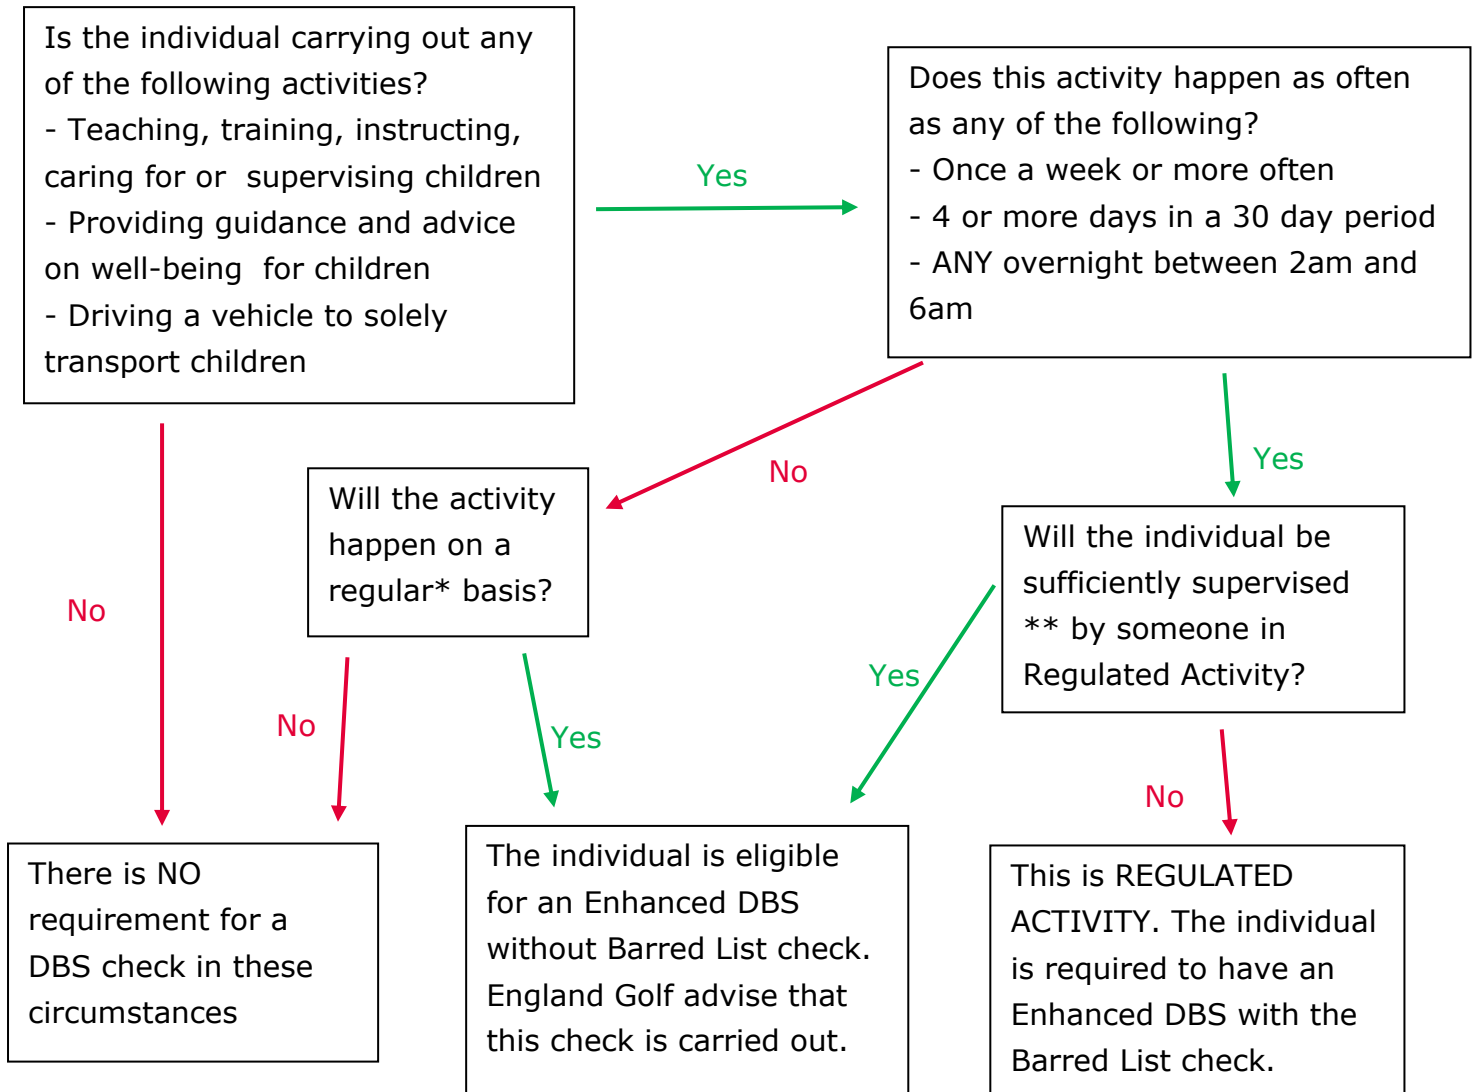 Is the individual carrying out any
of the following activities?
- Teaching, training, instructing,
caring for or supervising children
- Providing guidance and advice
on well-being for children
- Driving a vehicle to solely
transport children
Yes
Does this activity happen as often
as any of the following?
- Once a week or more often
- 4 or more days in a 30 day period
- ANY overnight between 2am and
6am
No
No
Yes
Will the activity
happen on a
regular* basis?
Will the individual be
sufficiently supervised
** by someone in
Regulated Activity?
No
Yes
Yes
No
There is NO
requirement for a
DBS check in these
circumstances
The individual is eligible
for an Enhanced DBS
without Barred List check.
England Golf advise that
this check is carried out.
This is REGULATED
ACTIVITY. The individual
is required to have an
Enhanced DBS with the
Barred List check.